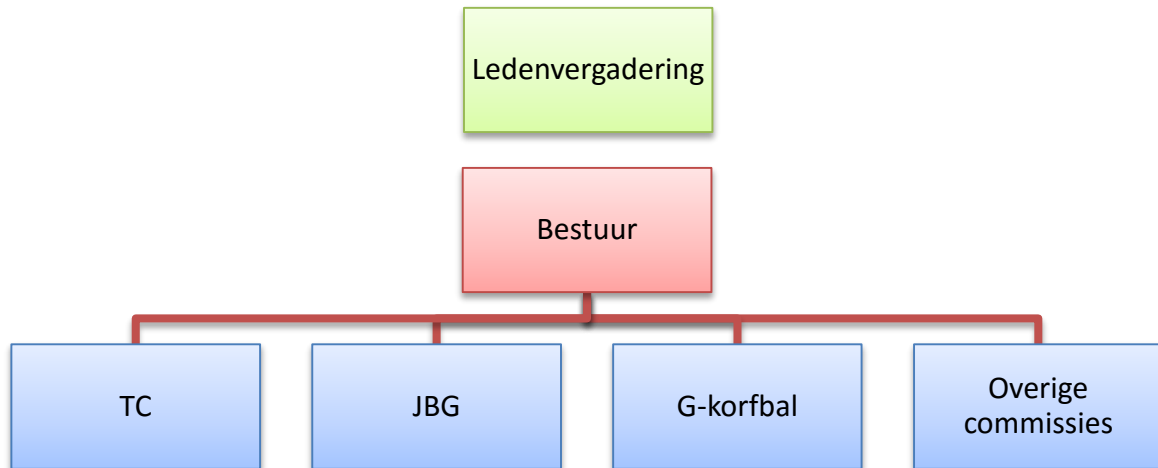 Ledenvergadering
Bestuur
TC
JBG
G-korfbal
Overige
commissies